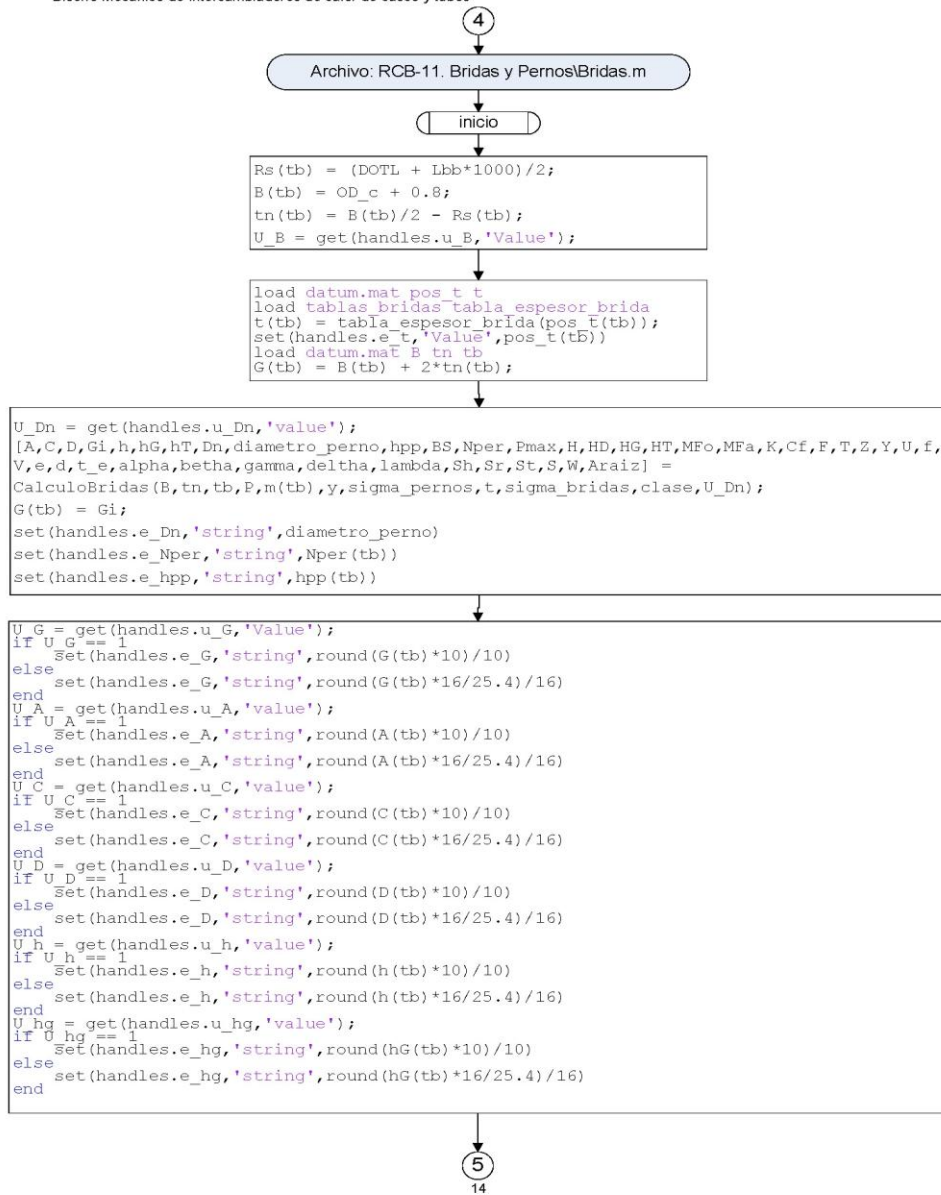 Diseño Mecánico de Intercambiadores de calor de casco y tubos
4
Archivo: RCB-11. Bridas y Pernos\Bridas.m
inicio
Rs(tb) = (DOTL + Lbb*1000)/2;
B(tb) = OD_c + 0.8;
tn(tb) = B(tb)/2 - Rs(tb);
U_B = get(handles.u_B,'Value');
load datum.mat pos_t t
load tablas_bridas tabla_espesor_brida
t(tb) = tabla_espesor_brida(pos_t(tb));
set(handles.e_t,'Value',pos_t(tb))
load datum.mat B tn tb
G(tb) = B(tb) + 2*tn(tb);
U_Dn = get(handles.u_Dn,'value');
[A,C,D,Gi,h,hG,hT,Dn,diametro_perno,hpp,BS,Nper,Pmax,H,HD,HG,HT,MFo,MFa,K,Cf,F,T,Z,Y,U,f,
V,e,d,t_e,alpha,betha,gamma,deltha,lambda,Sh,Sr,St,S,W,Araiz] =
CalculoBridas(B,tn,tb,P,m(tb),y,sigma_pernos,t,sigma_bridas,clase,U_Dn);
G(tb) = Gi;
set(handles.e_Dn,'string',diametro_perno)
set(handles.e_Nper,'string',Nper(tb))
set(handles.e_hpp,'string',hpp(tb))
U_G = get(handles.u_G,'Value');
if U_G == 1
set(handles.e_G,'string',round(G(tb)*10)/10)
else
set(handles.e_G,'string',round(G(tb)*16/25.4)/16)
end
U_A = get(handles.u_A,'value');
if U_A == 1
set(handles.e_A,'string',round(A(tb)*10)/10)
else
set(handles.e_A,'string',round(A(tb)*16/25.4)/16)
end
U_C = get(handles.u_C,'value');
if U_C == 1
set(handles.e_C,'string',round(C(tb)*10)/10)
else
set(handles.e_C,'string',round(C(tb)*16/25.4)/16)
end
U_D = get(handles.u_D,'value');
if U_D == 1
set(handles.e_D,'string',round(D(tb)*10)/10)
else
set(handles.e_D,'string',round(D(tb)*16/25.4)/16)
end
U_h = get(handles.u_h,'value');
if U_h == 1
set(handles.e_h,'string',round(h(tb)*10)/10)
else
set(handles.e_h,'string',round(h(tb)*16/25.4)/16)
end
U_hg = get(handles.u_hg,'value');
if U_hg == 1
set(handles.e_hg,'string',round(hG(tb)*10)/10)
else
set(handles.e_hg,'string',round(hG(tb)*16/25.4)/16)
end
5
14